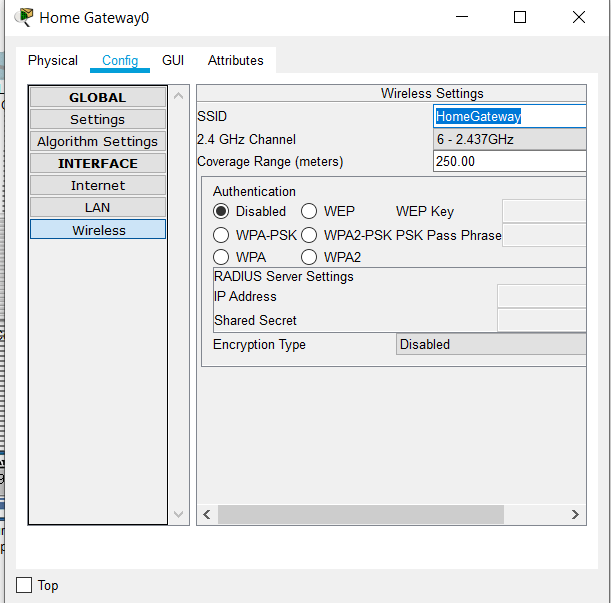 Home Gateway0
Physical Config GUI Attributes
GLOBAL
Settings
Algorithm Settings
INTERFACE
Internet
LAN
Wireless
Wireless Settings
SSID HomeGateway
2.4 GHz Channel 6 - 2.437GHz
Coverage Range (meters) 250.00
Authentication
Disabled WEP WEP Key
WPA-PSK WPA2-PSK PSK Pass Phrase
WPA WPA2
RADIUS Server Settings
IP Address
Shared Secret
Encryption Type Disabled
Top